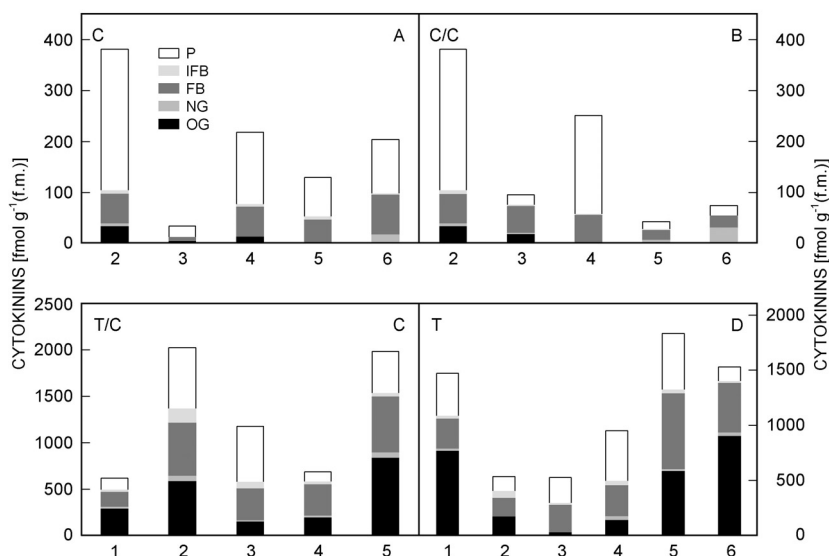 C A C/C B
P
IFB
FB
NG
OG
400 300 200 100 0
400 300 200 100 0
2 3 4 5 6 2 3 4 5 6
CYTOKININS [fmol g⁻¹(f.m.)]
CYTOKININS [fmol g⁻¹(f.m.)]
T/C C T D
2500 2000 1500 1000 500 0
2000 1500 1000 500 0
1 2 3 4 5 1 2 3 4 5 6